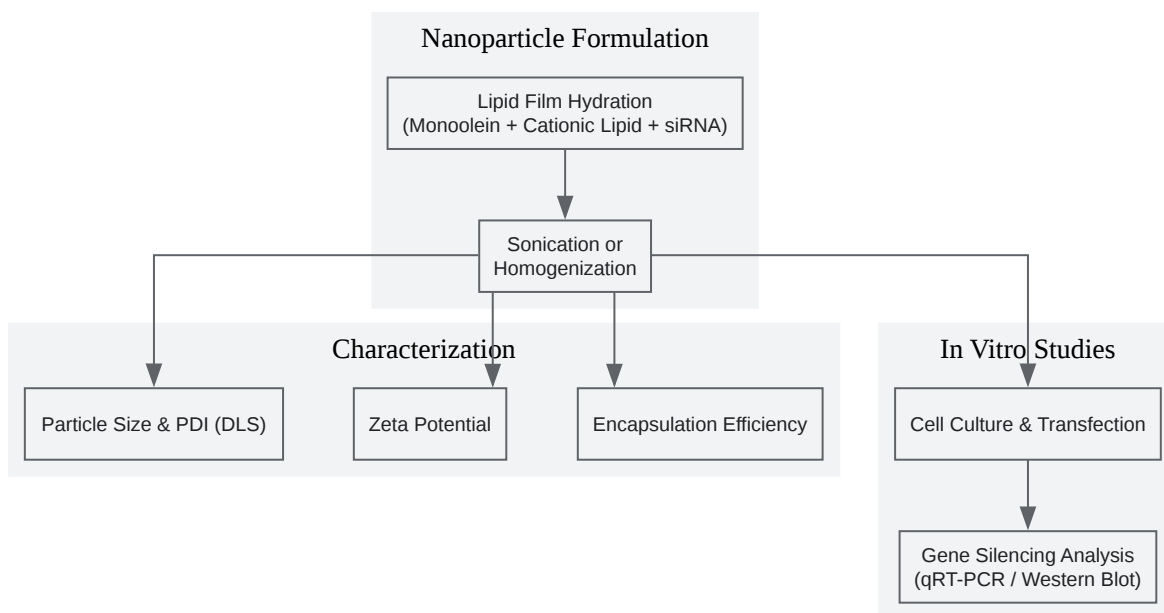 Nanoparticle Formulation
Lipid Film Hydration
(Monoolein + Cationic Lipid + siRNA)
Sonication or
Homogenization
Characterization
Particle Size & PDI (DLS)
Zeta Potential
Encapsulation Efficiency
In Vitro Studies
Cell Culture & Transfection
Gene Silencing Analysis
(qRT-PCR / Western Blot)